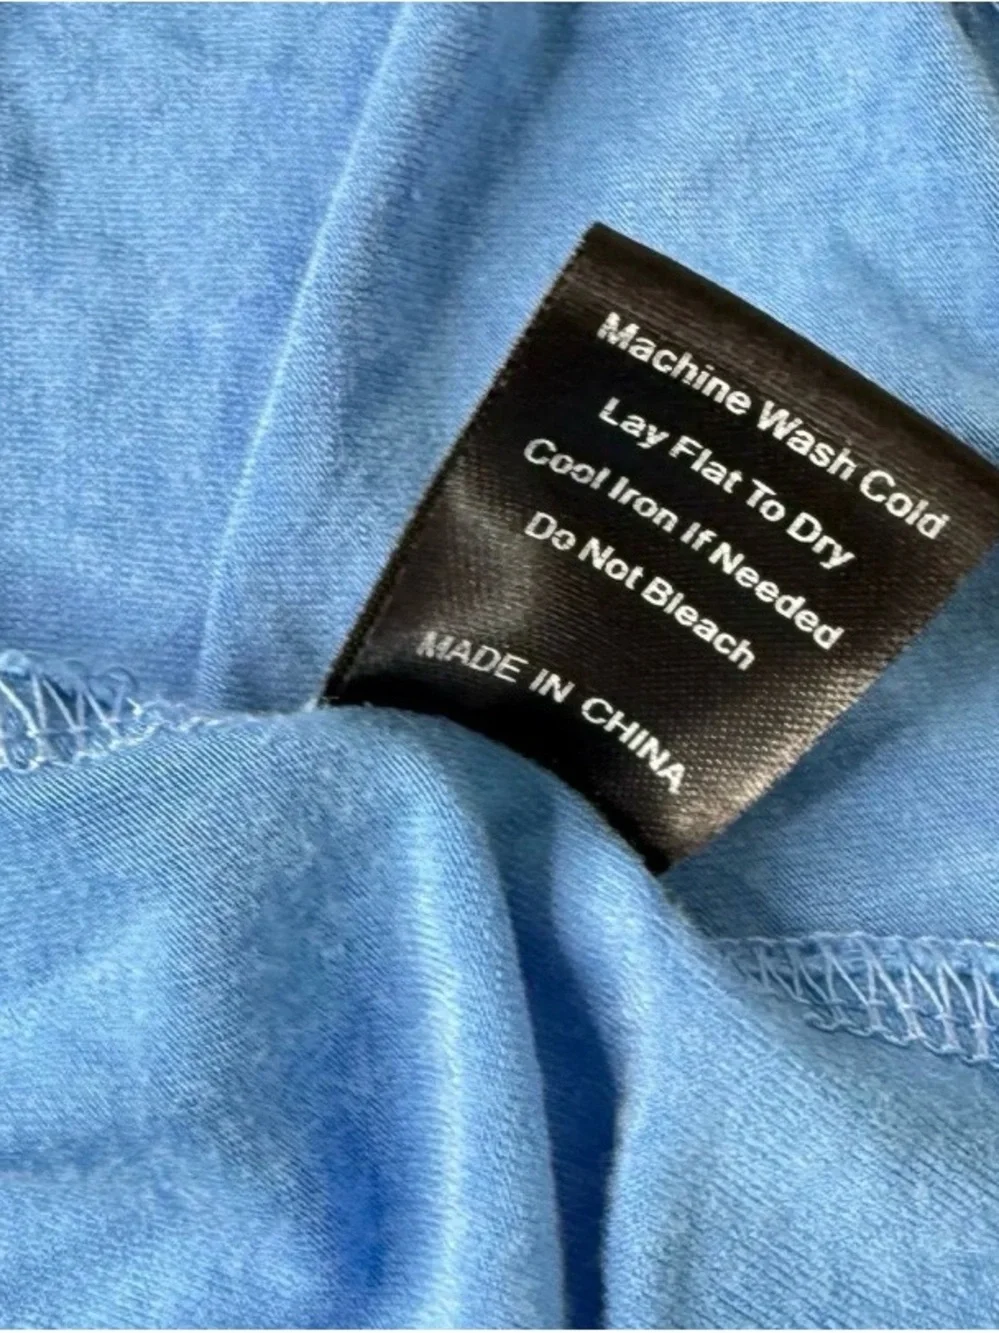 Machine Wash Cold
Lay Flat To Dry
Cool Iron If Needed
Do Not Bleach
MADE IN CHINA